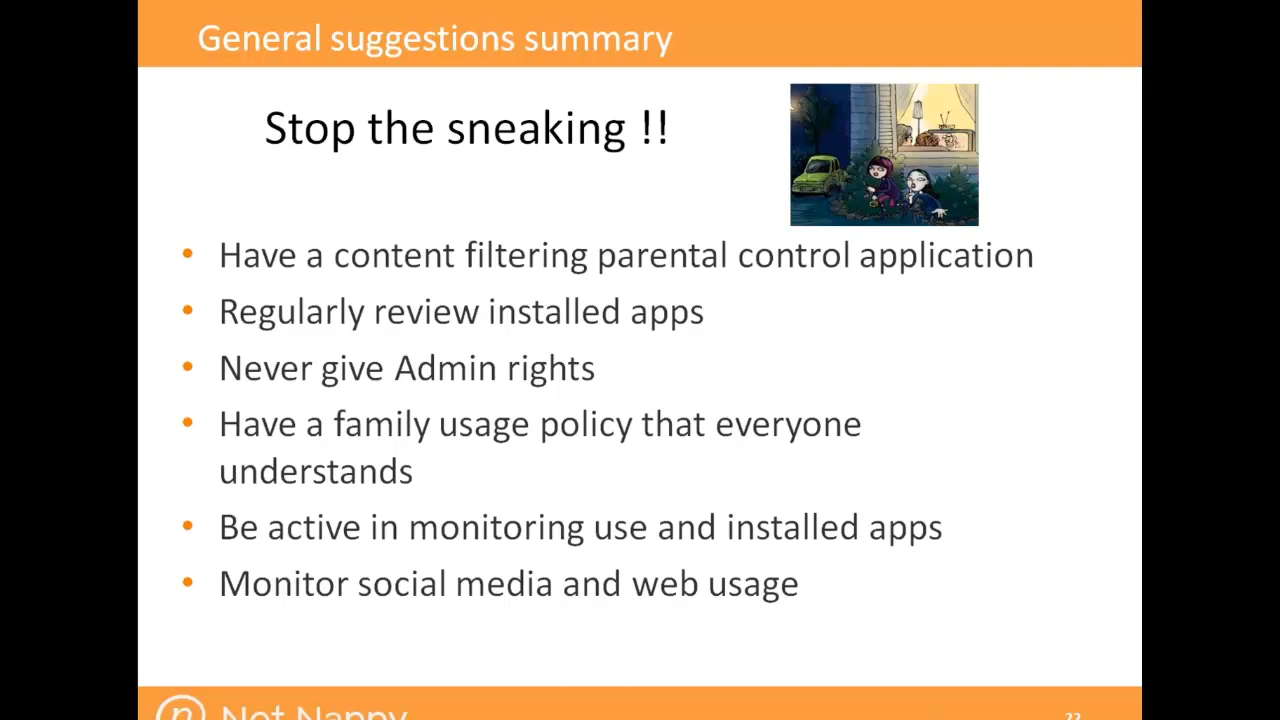 General suggestions summary
Stop the sneaking !!
• Have a content filtering parental control application
• Regularly review installed apps
• Never give Admin rights
• Have a family usage policy that everyone
understands
• Be active in monitoring use and installed apps
• Monitor social media and web usage
Net Nanny